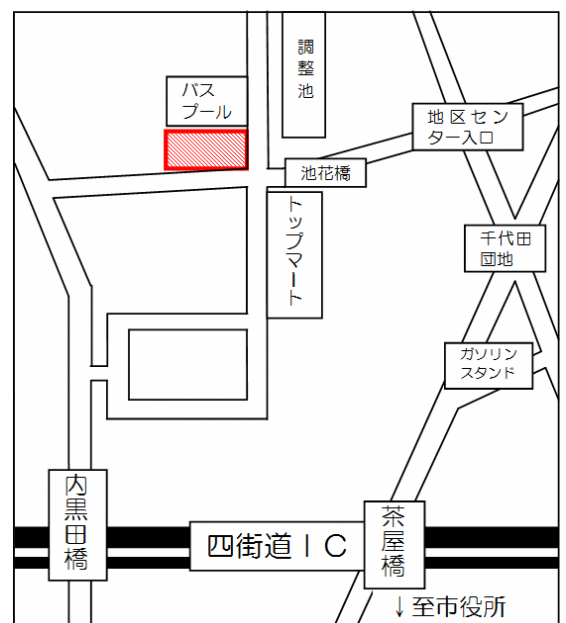 調整池
バス
プール
地区セン
ター入口
池花橋
トップマート
千代田
団地
ガソリン
スタンド
内黒田橋
四街道IC
茶屋橋
↓至市役所